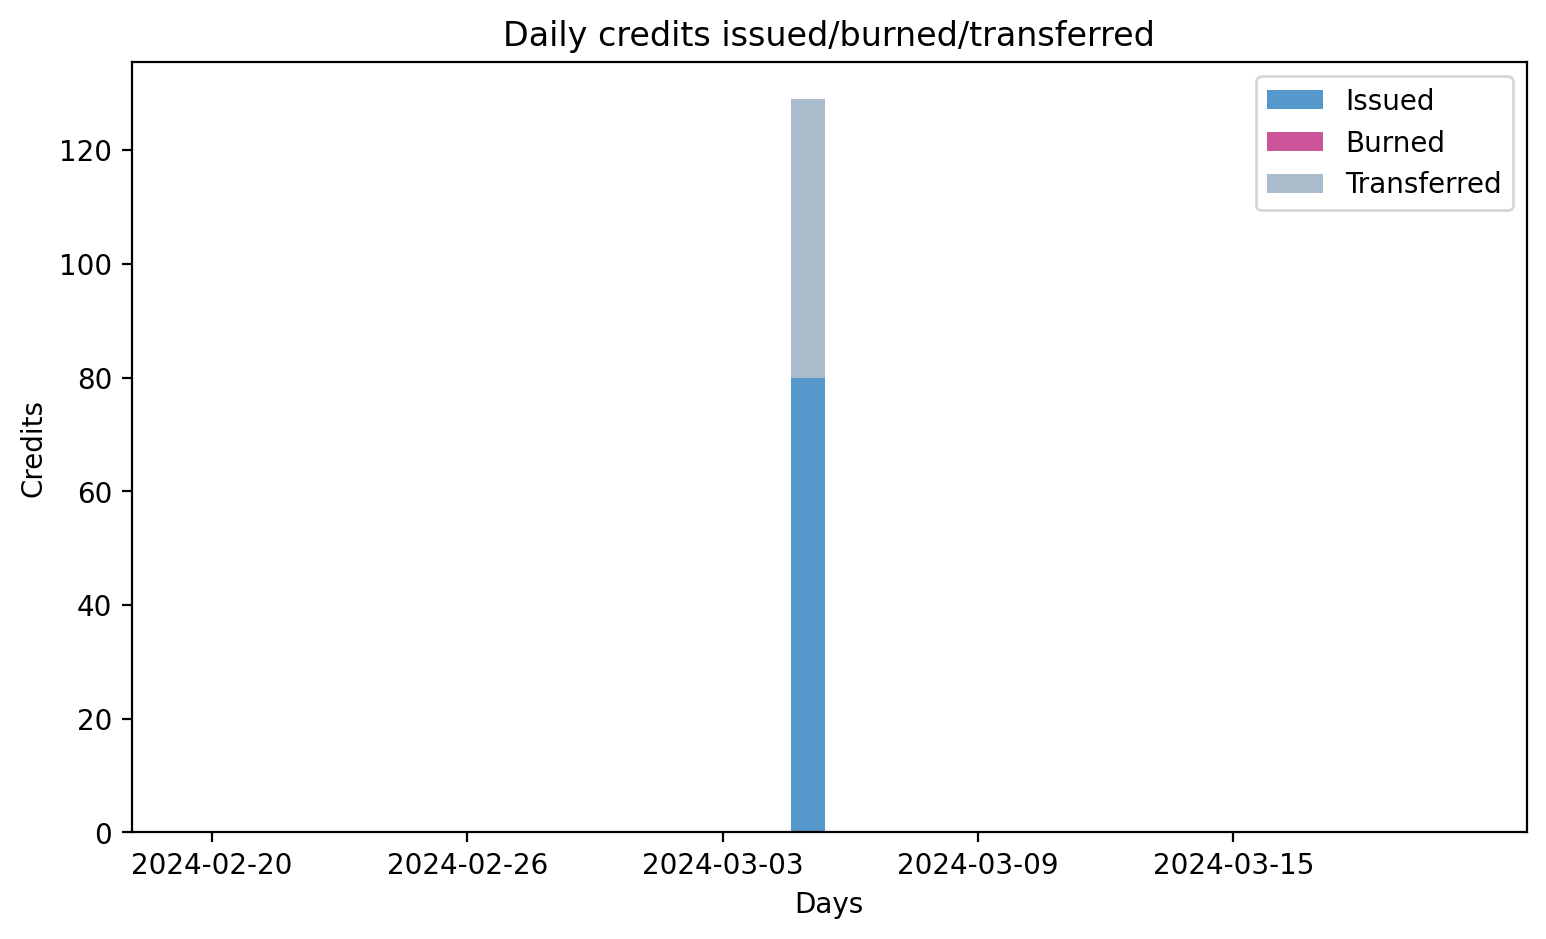 Daily credits issued/burned/transferred
Issued
Burned
Transferred
120
100
80
60
40
20
0
Credits
2024-02-20 2024-02-26 2024-03-03 2024-03-09 2024-03-15
Days